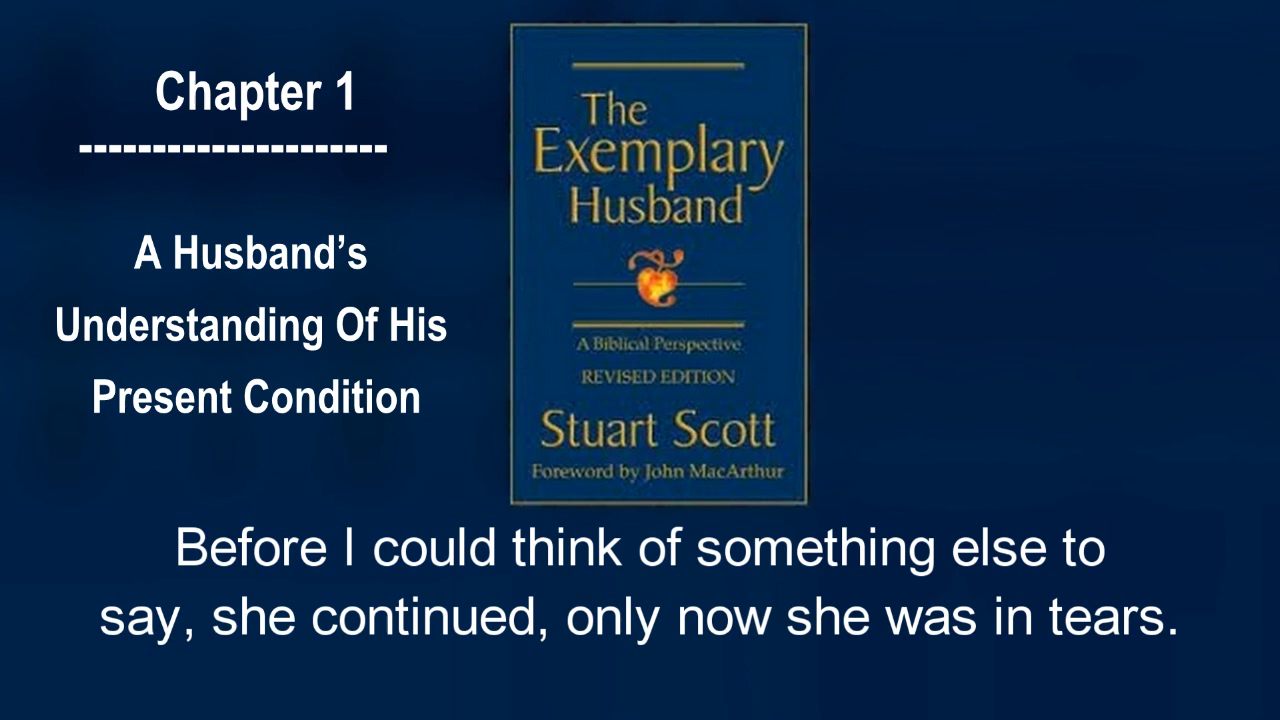 Chapter 1
---------------------
A Husband’s
Understanding Of His
Present Condition
The
Exemplary
Husband
A Biblical Perspective
REVISED EDITION
Stuart Scott
Foreword by John MacArthur
Before I could think of something else to
say, she continued, only now she was in tears.